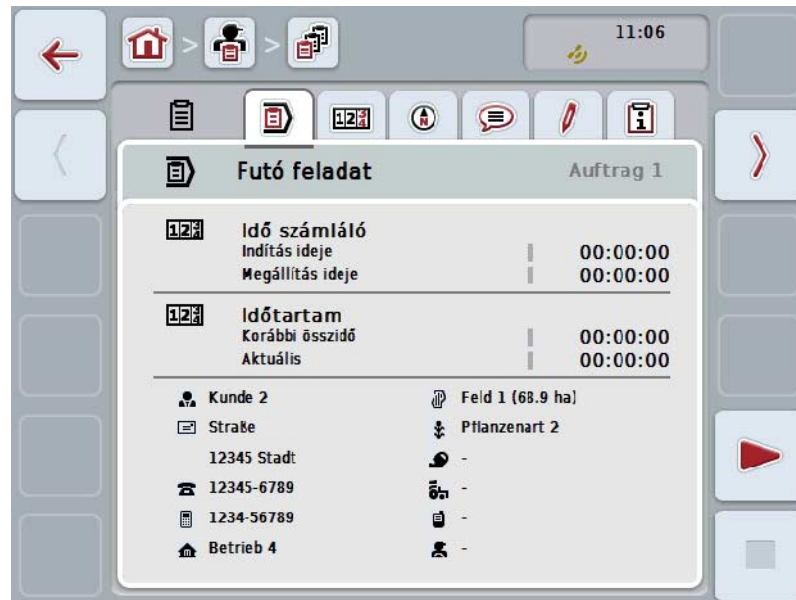 11:06
Futó feladat Auftrag 1
Idő számláló
Indítás ideje 00:00:00
Megállítás ideje 00:00:00
Időtartam
Korábbi összidő 00:00:00
Aktuális 00:00:00
Kunde 2 Feld 1 (68.9 ha)
Straße Pflanzenart 2
12345 Stadt -
12345-6789 -
1234-56789 -
Betrieb 4 -